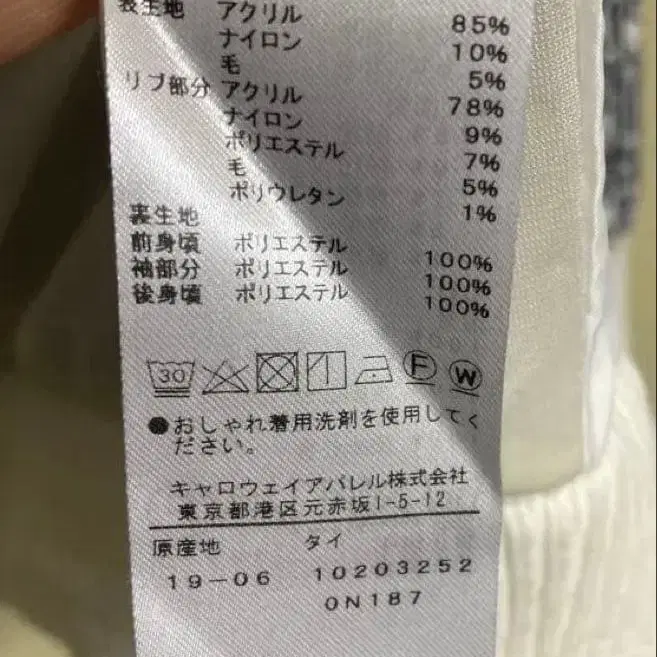 表生地 アクリル 85%
ナイロン 10%
毛 5%
リブ部分 アクリル 78%
ナイロン 9%
ポリエステル 7%
毛 5%
ポリウレタン 1%
裏生地
前身頃 ポリエステル 100%
袖部分 ポリエステル 100%
後身頃 ポリエステル 100%
30 F W
●おしゃれ着用洗剤を使用してく
ださい。
キャロウェイアパレル株式会社
東京都港区元赤坂1-5-12
原産地 タイ
19-06 10203252
0N187